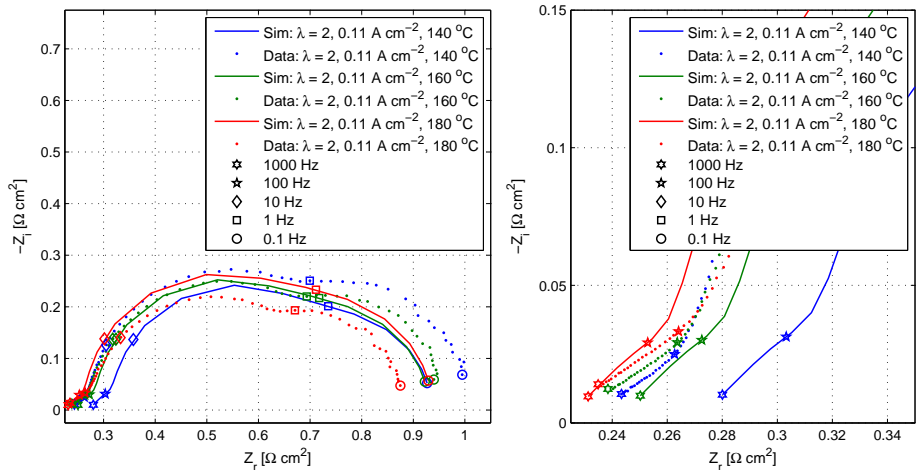 Sim: λ = 2, 0.11 A cm⁻², 140 °C
Data: λ = 2, 0.11 A cm⁻², 140 °C
Sim: λ = 2, 0.11 A cm⁻², 160 °C
Data: λ = 2, 0.11 A cm⁻², 160 °C
Sim: λ = 2, 0.11 A cm⁻², 180 °C
Data: λ = 2, 0.11 A cm⁻², 180 °C
1000 Hz
100 Hz
10 Hz
1 Hz
0.1 Hz
0.7
0.6
0.5
0.4
0.3
0.2
0.1
0
-Zᵢ [Ω cm²]
0.3 0.4 0.5 0.6 0.7 0.8 0.9 1
Zᵣ [Ω cm²]
Sim: λ = 2, 0.11 A cm⁻², 140 °C
Data: λ = 2, 0.11 A cm⁻², 140 °C
Sim: λ = 2, 0.11 A cm⁻², 160 °C
Data: λ = 2, 0.11 A cm⁻², 160 °C
Sim: λ = 2, 0.11 A cm⁻², 180 °C
Data: λ = 2, 0.11 A cm⁻², 180 °C
1000 Hz
100 Hz
10 Hz
1 Hz
0.1 Hz
0.15
0.1
0.05
0
-Zᵢ [Ω cm²]
0.24 0.26 0.28 0.3 0.32 0.34
Zᵣ [Ω cm²]